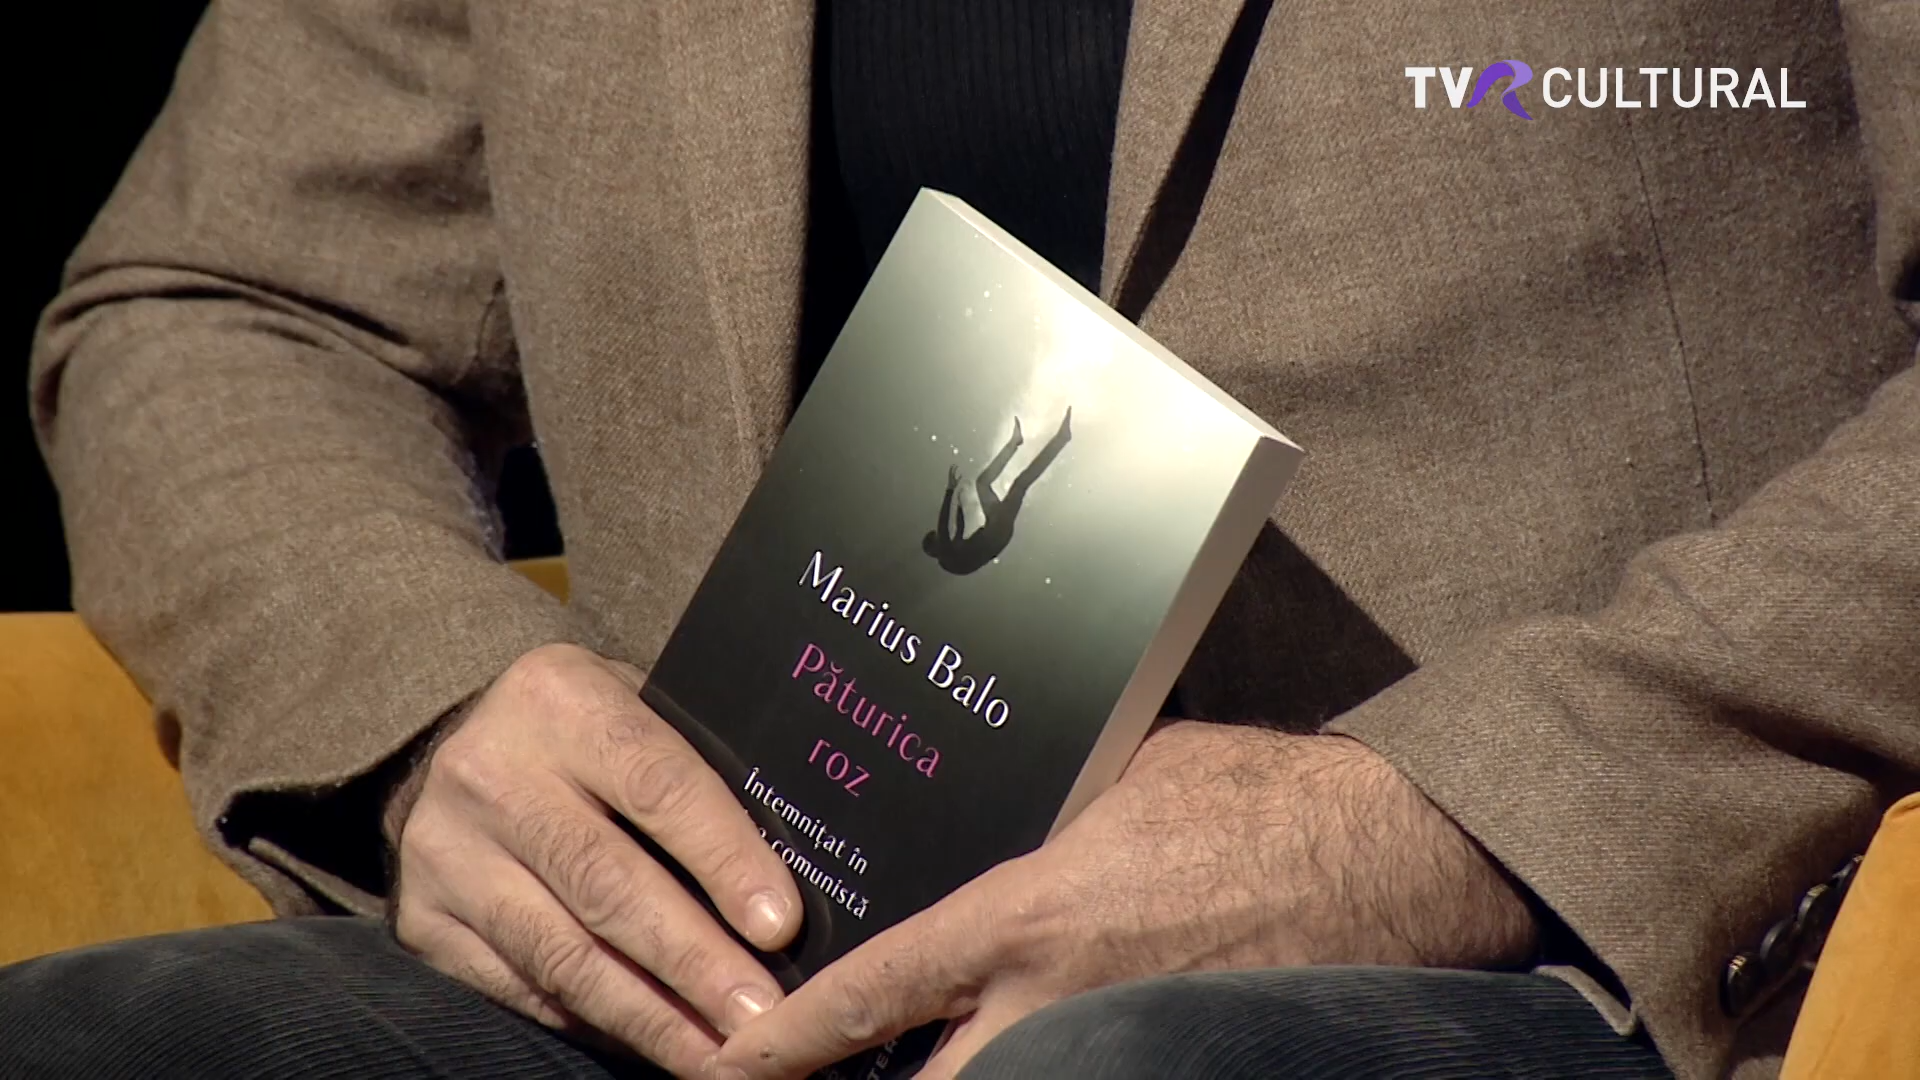 TVR CULTURAL
Marius Balo
Păturica
roz
Întemnițat în
comunistă